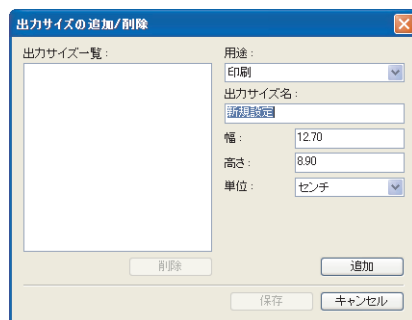 出力サイズの追加/削除
出力サイズ一覧:
用途:
印刷
出力サイズ名:
新規設定
幅: 12.70
高さ: 8.90
単位: センチ
削除 追加
保存 キャンセル